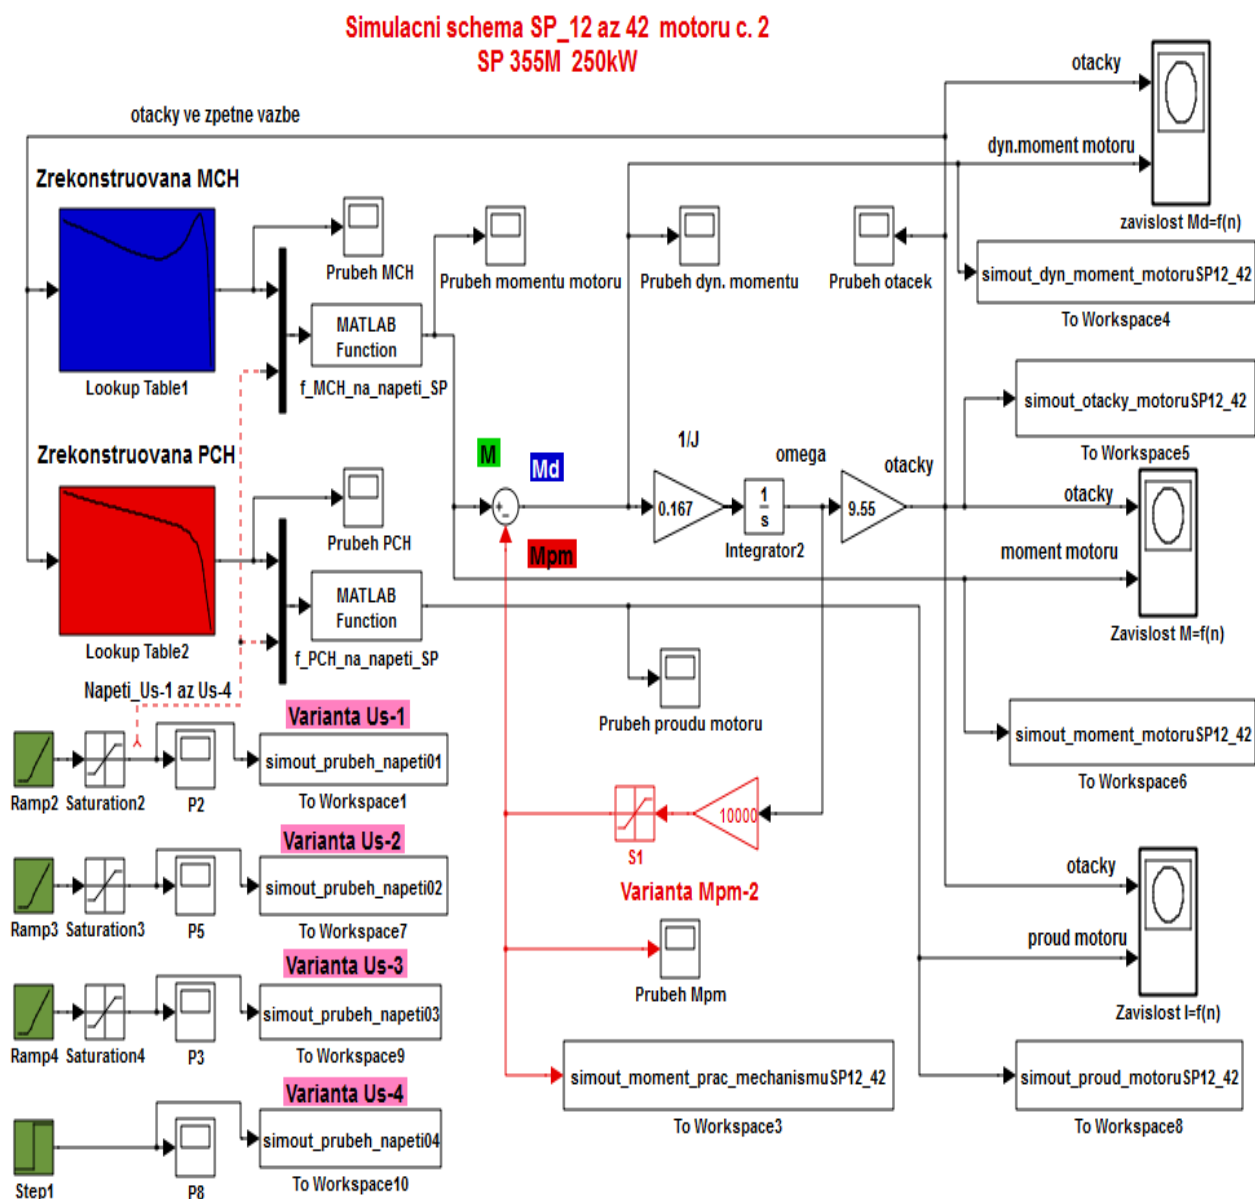 Simulacni schema SP_12 az 42 motoru c. 2
SP 355M 250kW
otacky
otacky ve zpetne vazbe
dyn.moment motoru
Zrekonstruovana MCH
zavislost Md=f(n)
Prubeh MCH
Prubeh momentu motoru
Prubeh dyn. momentu
Prubeh otacek
simout_dyn_moment_motoruSP12_42
To Workspace4
MATLAB
Function
Lookup Table1
f_MCH_na_napeti_SP
simout_otacky_motoruSP12_42
To Workspace5
Zrekonstruovana PCH
M
Md
1/J
omega
otacky
otacky
+
-
0.167
1
s
9.55
Integrator2
Prubeh PCH
Mpm
moment motoru
MATLAB
Function
Zavislost M=f(n)
Lookup Table2
f_PCH_na_napeti_SP
Napeti_Us-1 az Us-4
Varianta Us-1
Prubeh proudu motoru
simout_prubeh_napeti01
simout_moment_motoruSP12_42
Ramp2
Saturation2
P2
To Workspace1
To Workspace6
10000
S1
Varianta Us-2
simout_prubeh_napeti02
Varianta Mpm-2
otacky
Ramp3
Saturation3
P5
To Workspace7
proud motoru
Varianta Us-3
Prubeh Mpm
simout_prubeh_napeti03
Zavislost I=f(n)
Ramp4
Saturation4
P3
To Workspace9
simout_moment_prac_mechanismuSP12_42
simout_proud_motoruSP12_42
Varianta Us-4
To Workspace3
To Workspace8
simout_prubeh_napeti04
Step1
P8
To Workspace10